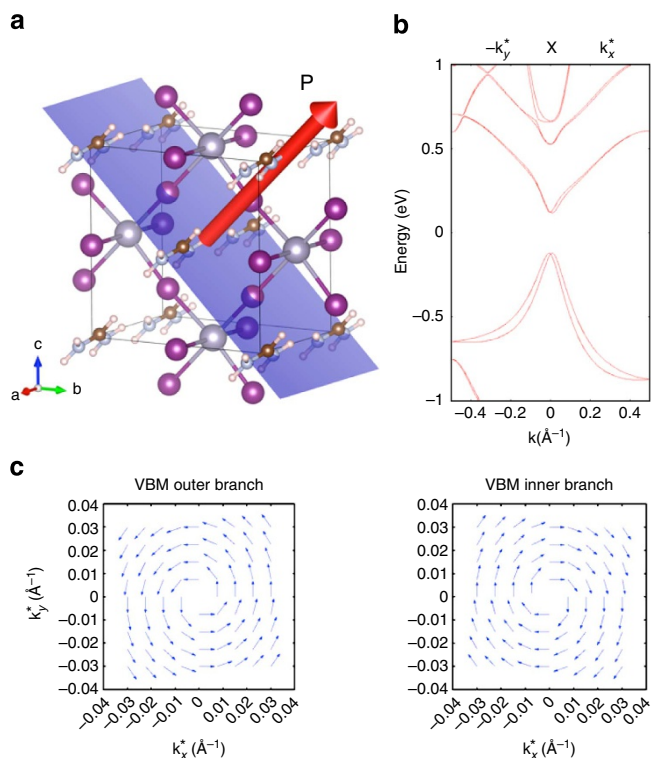 a
P
c
a
b
b
−k*y X k*x
1
0.5
0
−0.5
−1
Energy (eV)
−0.4 −0.2 0 0.2 0.4
k(Å−1)
c
VBM outer branch
0.04
0.03
0.02
0.01
0
−0.01
−0.02
−0.03
−0.04
k*y (Å−1)
−0.04 −0.03 −0.02 −0.01 0 0.01 0.02 0.03 0.04
k*x (Å−1)
VBM inner branch
0.04
0.03
0.02
0.01
0
−0.01
−0.02
−0.03
−0.04
−0.04 −0.03 −0.02 −0.01 0 0.01 0.02 0.03 0.04
k*x (Å−1)